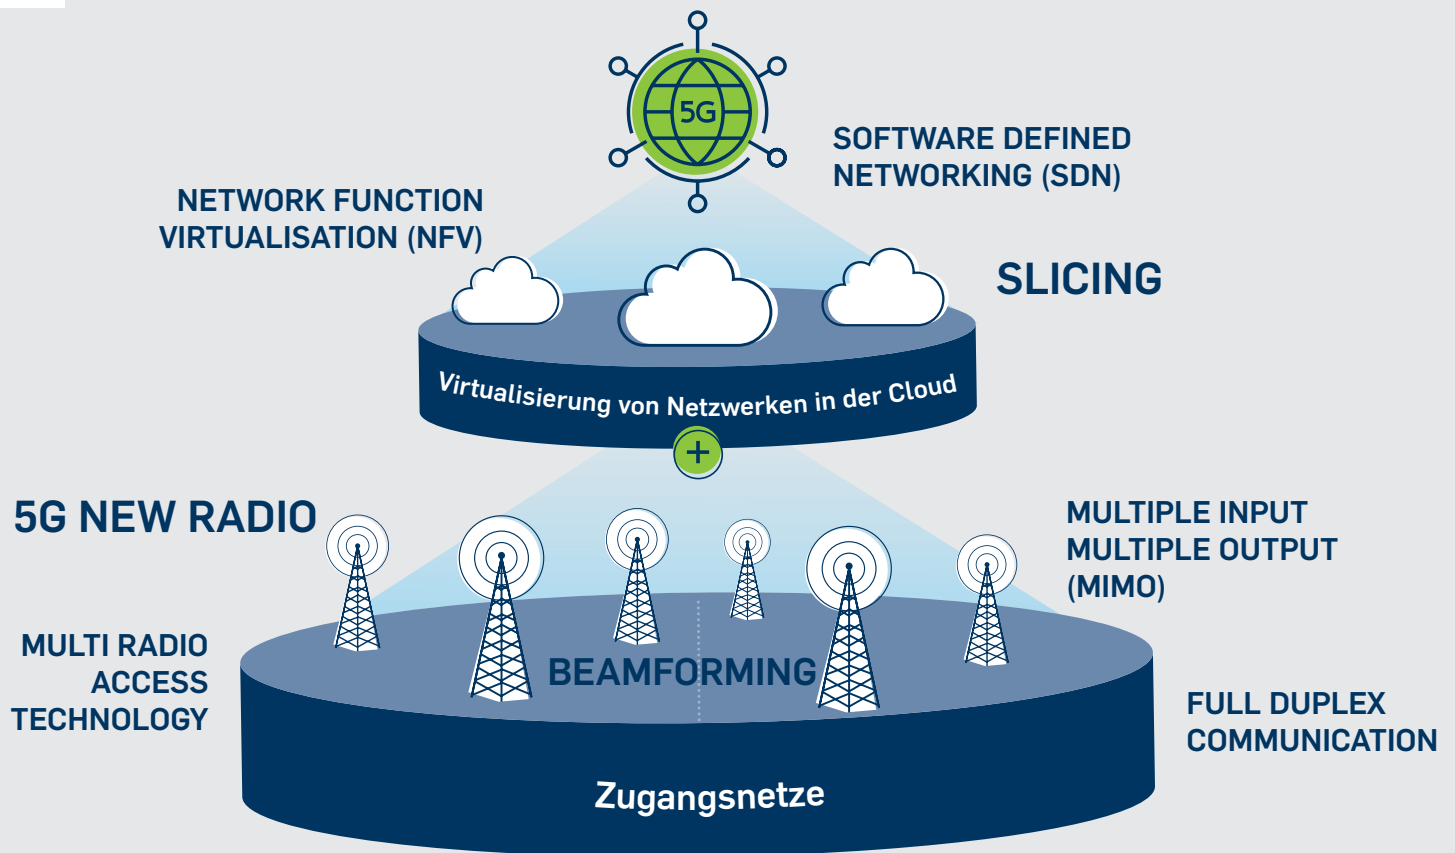 5G
SOFTWARE DEFINED
NETWORKING (SDN)
NETWORK FUNCTION
VIRTUALISATION (NFV)
SLICING
Virtualisierung von Netzwerken in der Cloud
+
5G NEW RADIO
MULTIPLE INPUT
MULTIPLE OUTPUT
(MIMO)
MULTI RADIO
ACCESS
TECHNOLOGY
BEAMFORMING
FULL DUPLEX
COMMUNICATION
Zugangsnetze